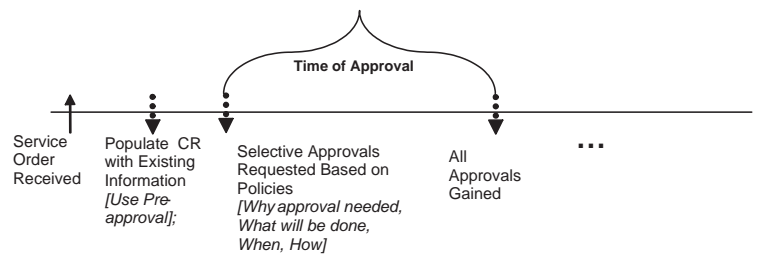 Time of Approval
Service
Order
Received
Populate CR
with Existing
Information
[Use Pre-
approval];
Selective Approvals
Requested Based on
Policies
[Why approval needed,
What will be done,
When, How]
All
Approvals
Gained
...